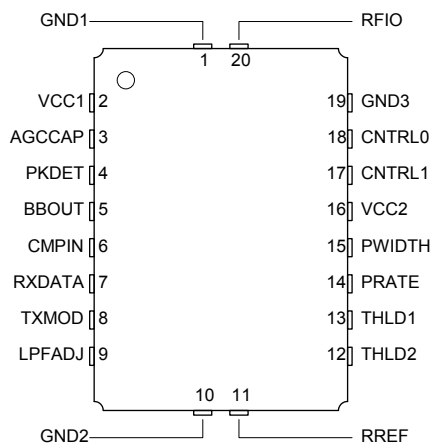 GND1 RFIO
1 20
VCC1 2 19 GND3
AGCCAP 3 18 CNTRL0
PKDET 4 17 CNTRL1
BBOUT 5 16 VCC2
CMPIN 6 15 PWIDTH
RXDATA 7 14 PRATE
TXMOD 8 13 THLD1
LPFADJ 9 12 THLD2
10 11
GND2 RREF